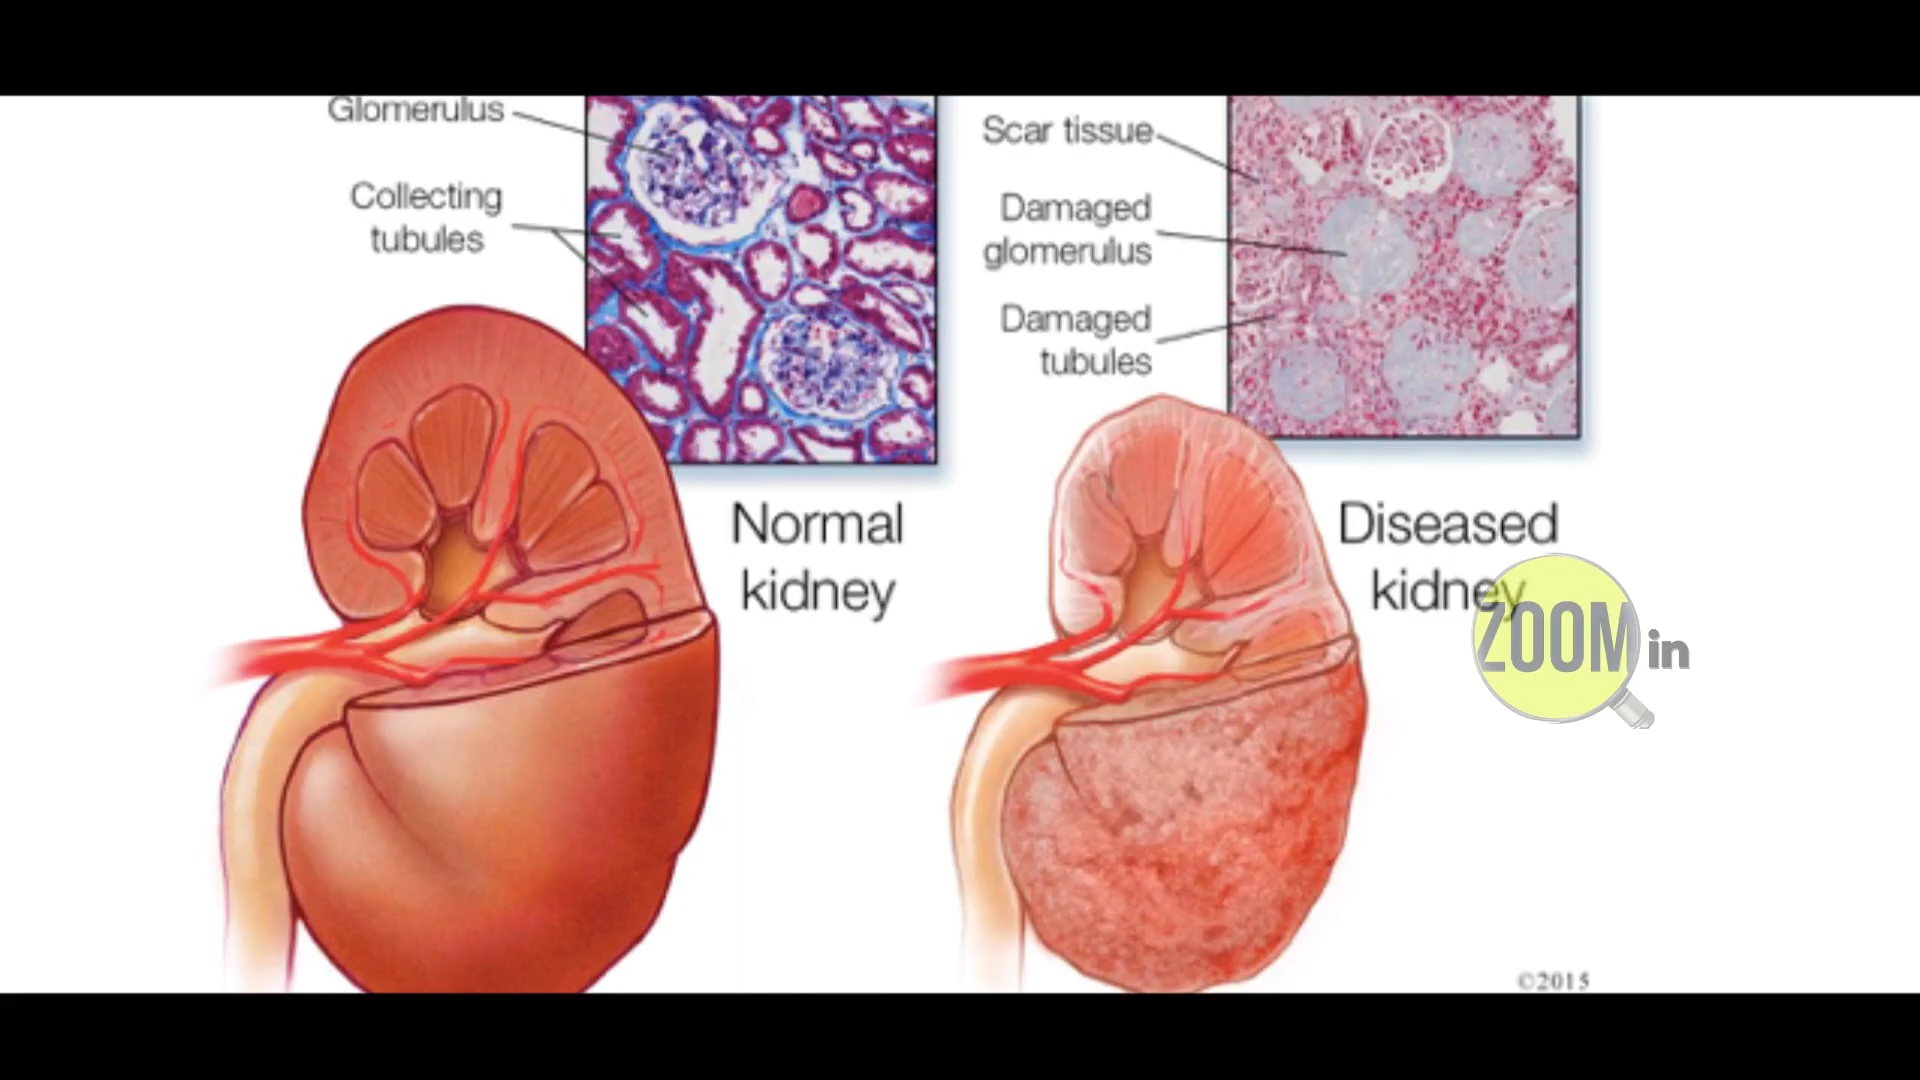 Glomerulus
Collecting
tubules
Normal
kidney
Scar tissue
Damaged
glomerulus
Damaged
tubules
Diseased
kidney
ZOOM in
©2015